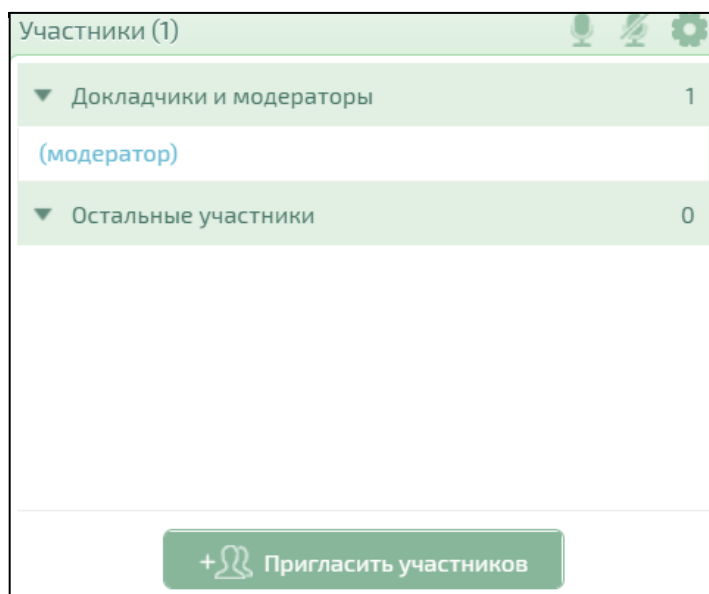 Участники (1)
Докладчики и модераторы 1
(модератор)
Остальные участники 0
+ Пригласить участников